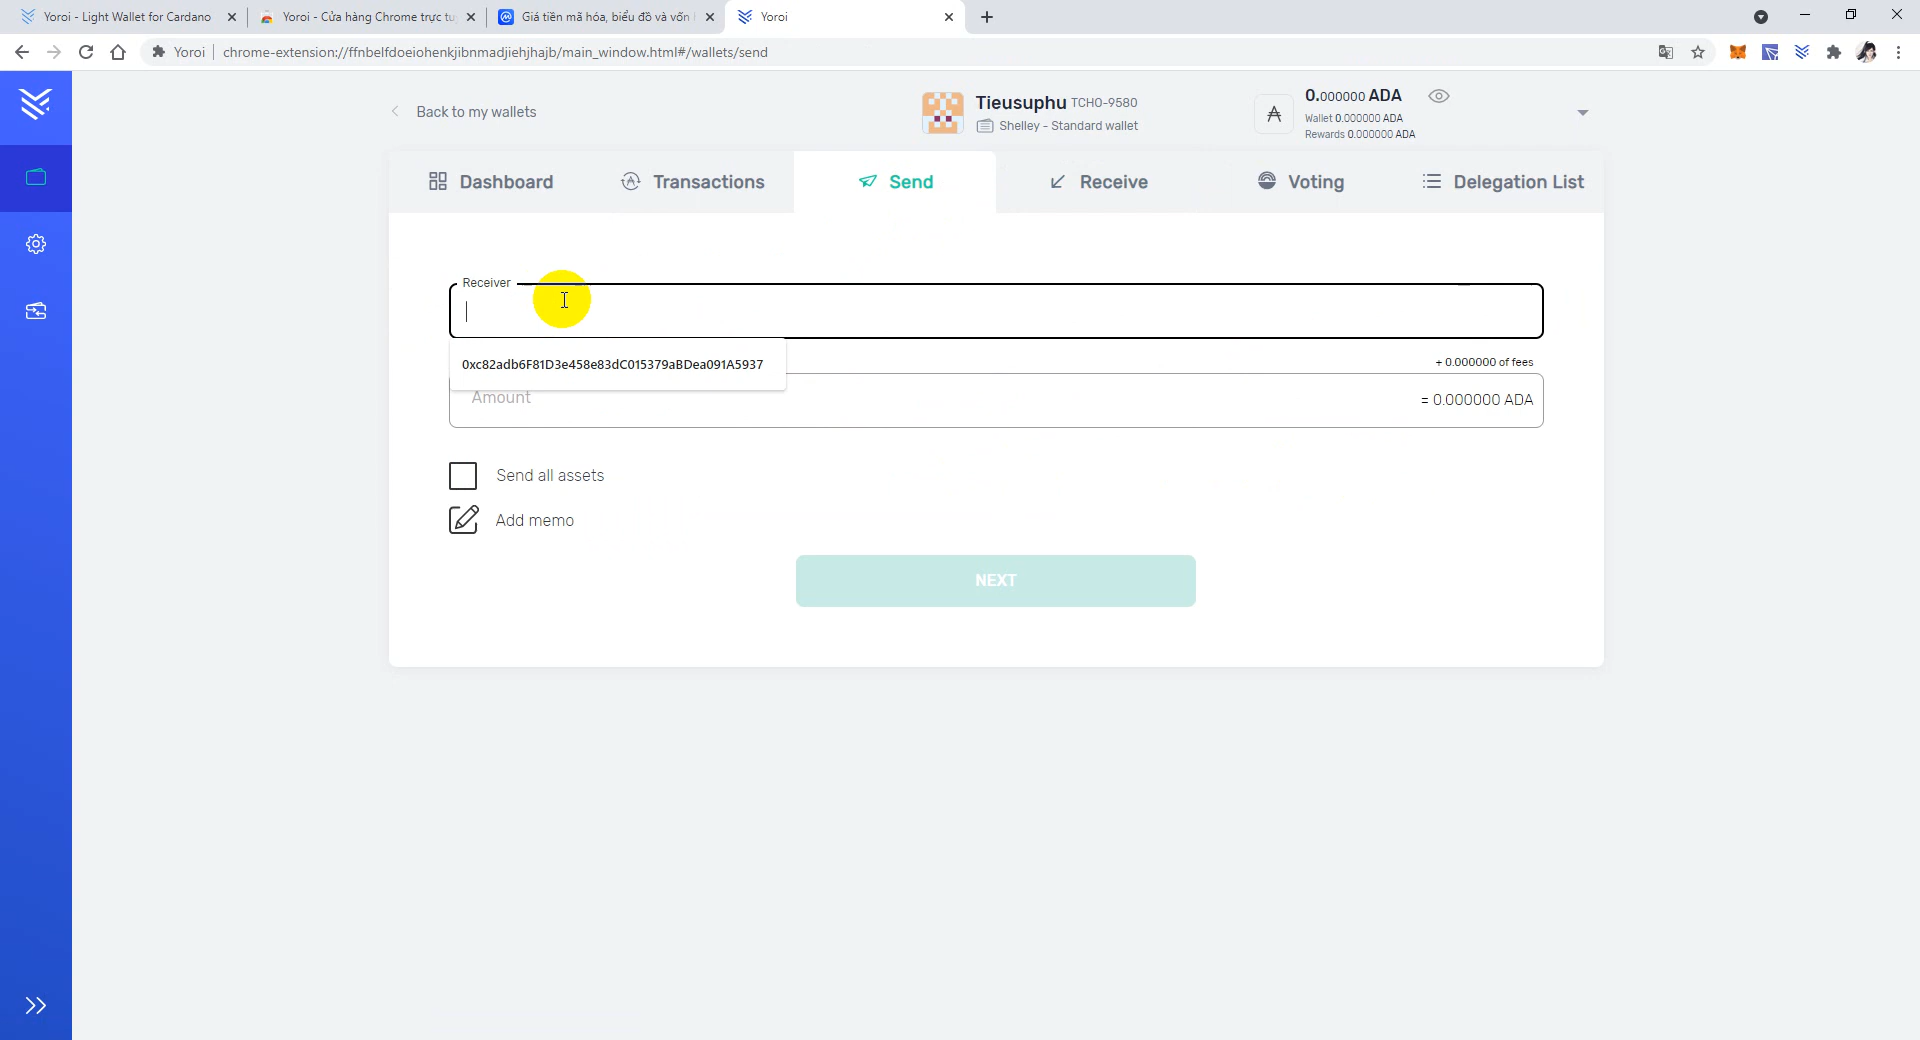 Yoroi - Light Wallet for Cardano
Yoroi - Cửa hàng Chrome trực tu
Giá tiền mã hóa, biểu đồ và vốn
Yoroi
Yoroi
chrome-extension://ffnbelfdoeiohenkjibnmadjiehjhajb/main_window.html#/wallets/send
Back to my wallets
Tieusuphu TCHO-9580
Shelley - Standard wallet
0.000000 ADA
Wallet 0.000000 ADA
Rewards 0.000000 ADA
Dashboard
Transactions
Send
Receive
Voting
Delegation List
Receiver
0xc82adb6F81D3e458e83dC015379aBDea091A5937
+ 0.000000 of fees
Amount
= 0.000000 ADA
Send all assets
Add memo
NEXT